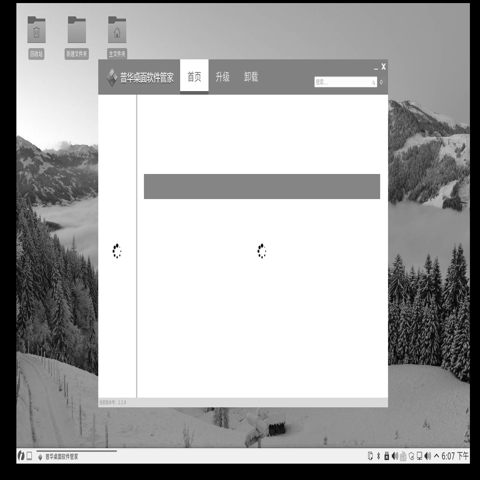 回收站
新建文件夹
主文件夹
普华桌面软件管家
首页
升级
卸载
搜索...
普华桌面软件管家
6:07 下午